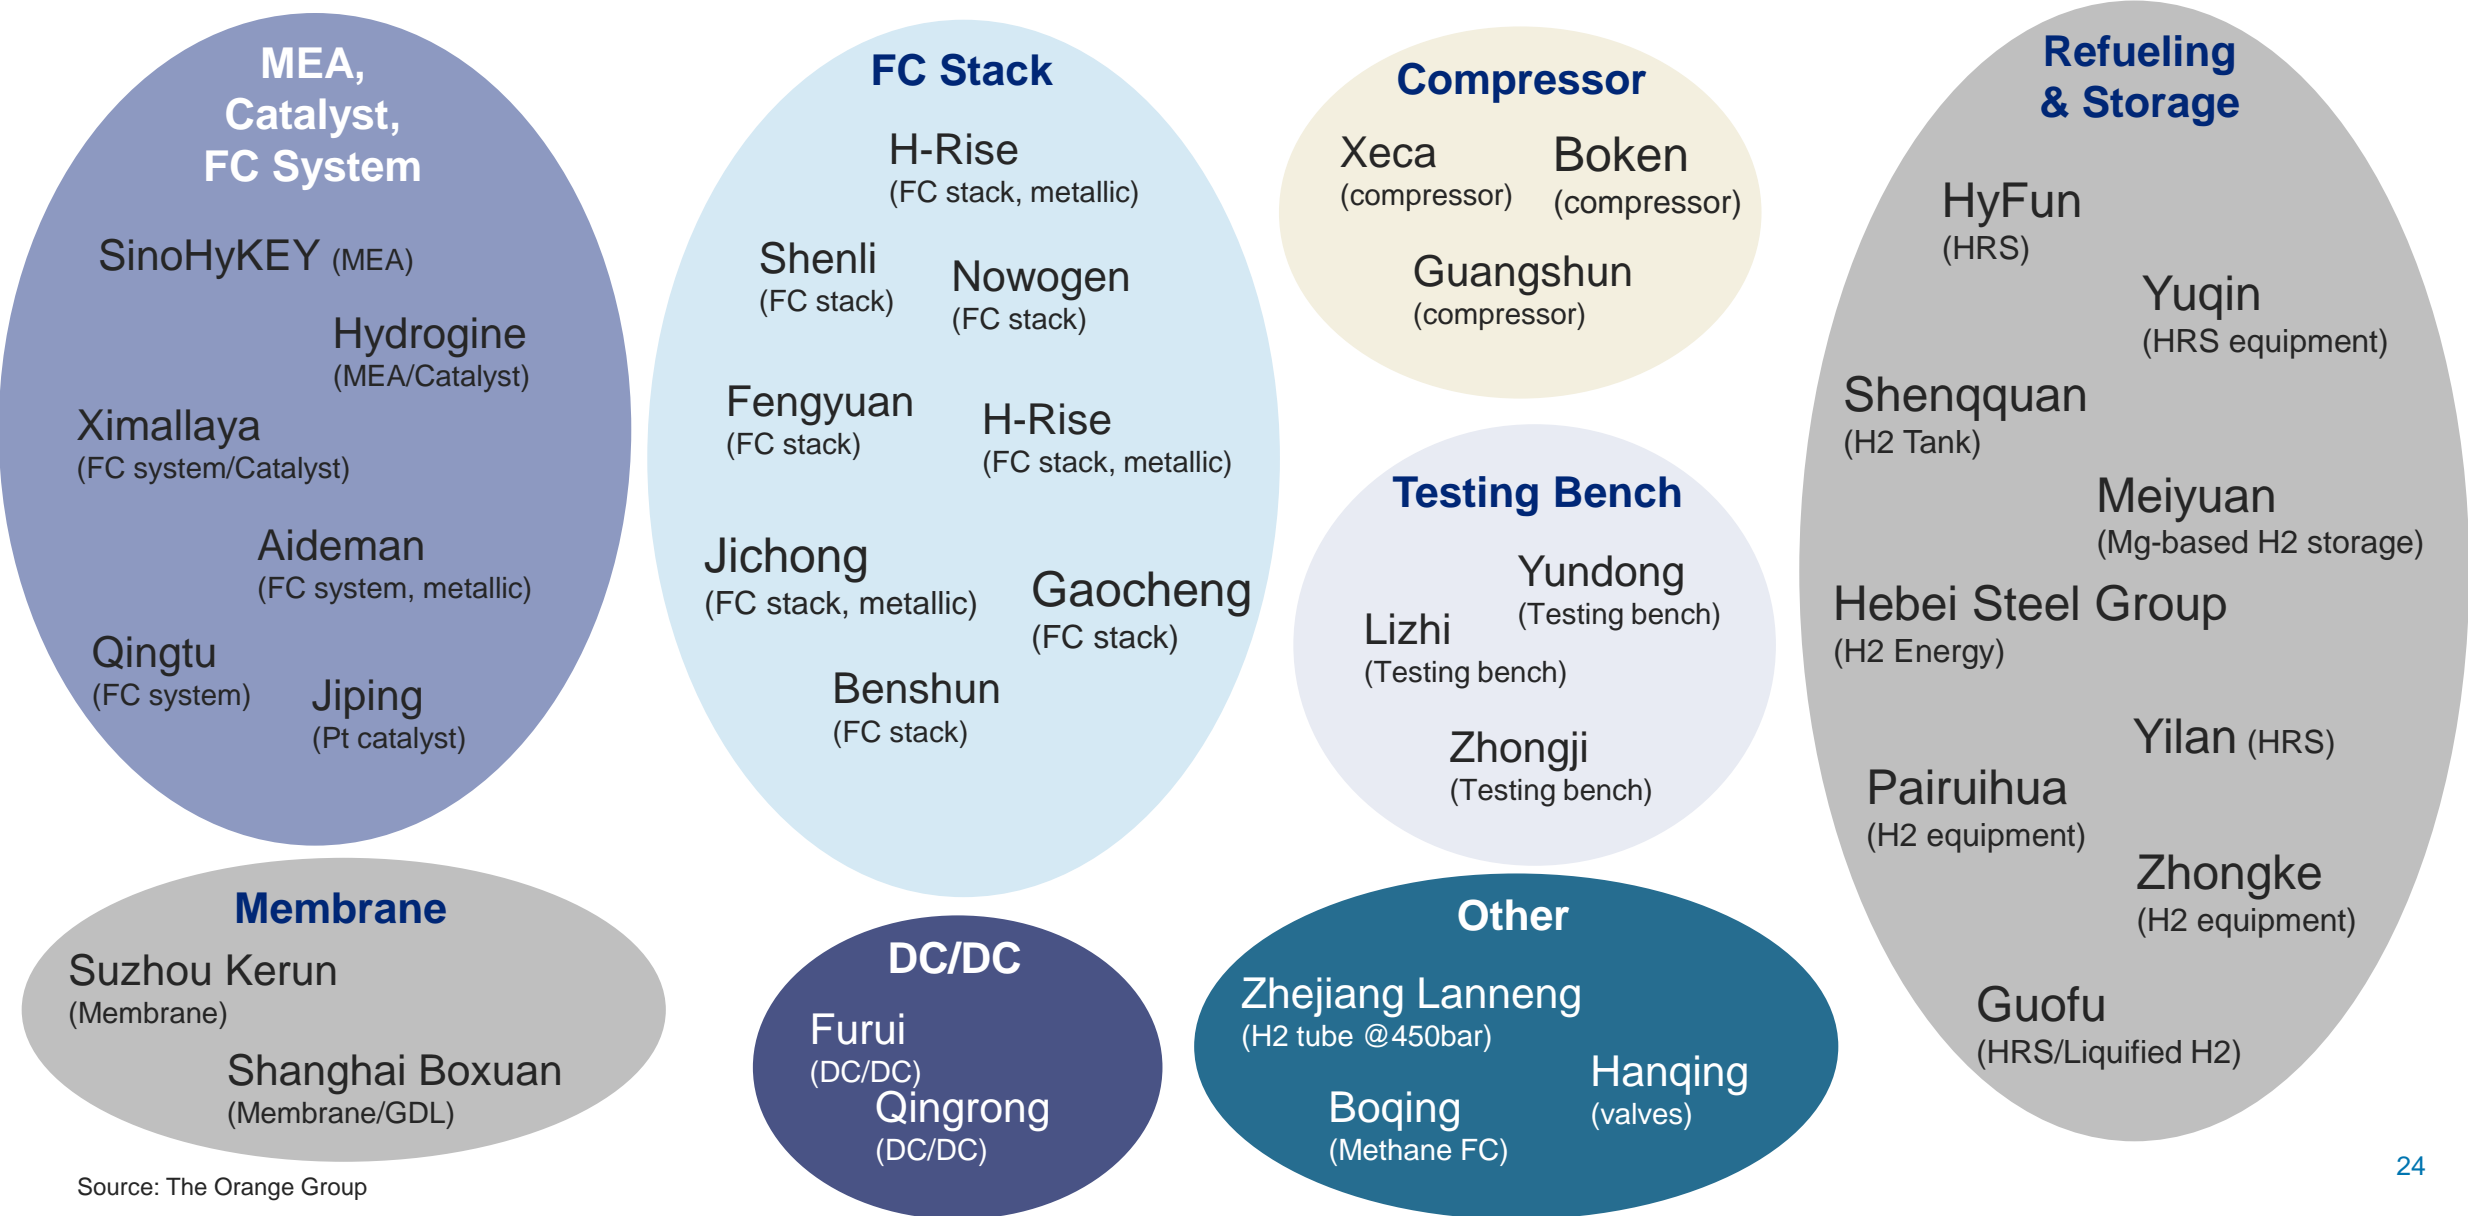 MEA,
Catalyst,
FC System
SinoHyKEY (MEA)
Hydrogine
(MEA/Catalyst)
Ximallaya
(FC system/Catalyst)
Aideman
(FC system, metallic)
Qingtu
(FC system)
Jiping
(Pt catalyst)
FC Stack
H-Rise
(FC stack, metallic)
Shenli
(FC stack)
Nowogen
(FC stack)
Fengyuan
(FC stack)
H-Rise
(FC stack, metallic)
Jichong
(FC stack, metallic)
Gaocheng
(FC stack)
Benshun
(FC stack)
Compressor
Xeca
(compressor)
Boken
(compressor)
Guangshun
(compressor)
Testing Bench
Yundong
(Testing bench)
Lizhi
(Testing bench)
Zhongji
(Testing bench)
Refueling
& Storage
HyFun
(HRS)
Yuqin
(HRS equipment)
Shenqquan
(H2 Tank)
Meiyuan
(Mg-based H2 storage)
Hebei Steel Group
(H2 Energy)
Yilan (HRS)
Pairuihua
(H2 equipment)
Zhongke
(H2 equipment)
Guofu
(HRS/Liquified H2)
Membrane
Suzhou Kerun
(Membrane)
Shanghai Boxuan
(Membrane/GDL)
DC/DC
Furui
(DC/DC)
Qingrong
(DC/DC)
Other
Zhejiang Lanneng
(H2 tube @450bar)
Hanqing
(valves)
Boqing
(Methane FC)
Source: The Orange Group
24